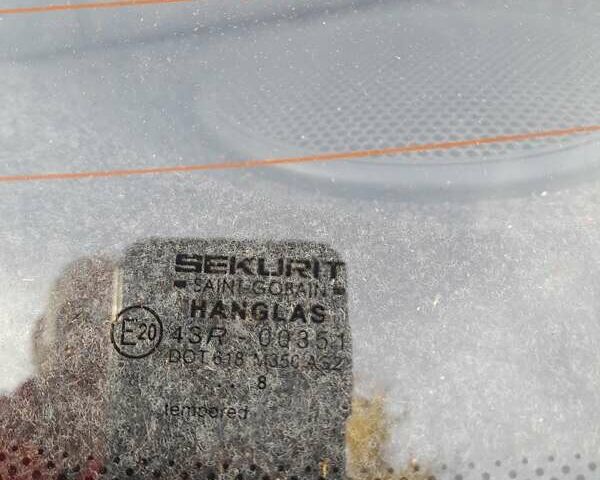 SEKURIT
SAINT-GOBAIN
HANGLAS
E20 43R - 00351
DOT 618 M350 AS2
.. 8
tempered